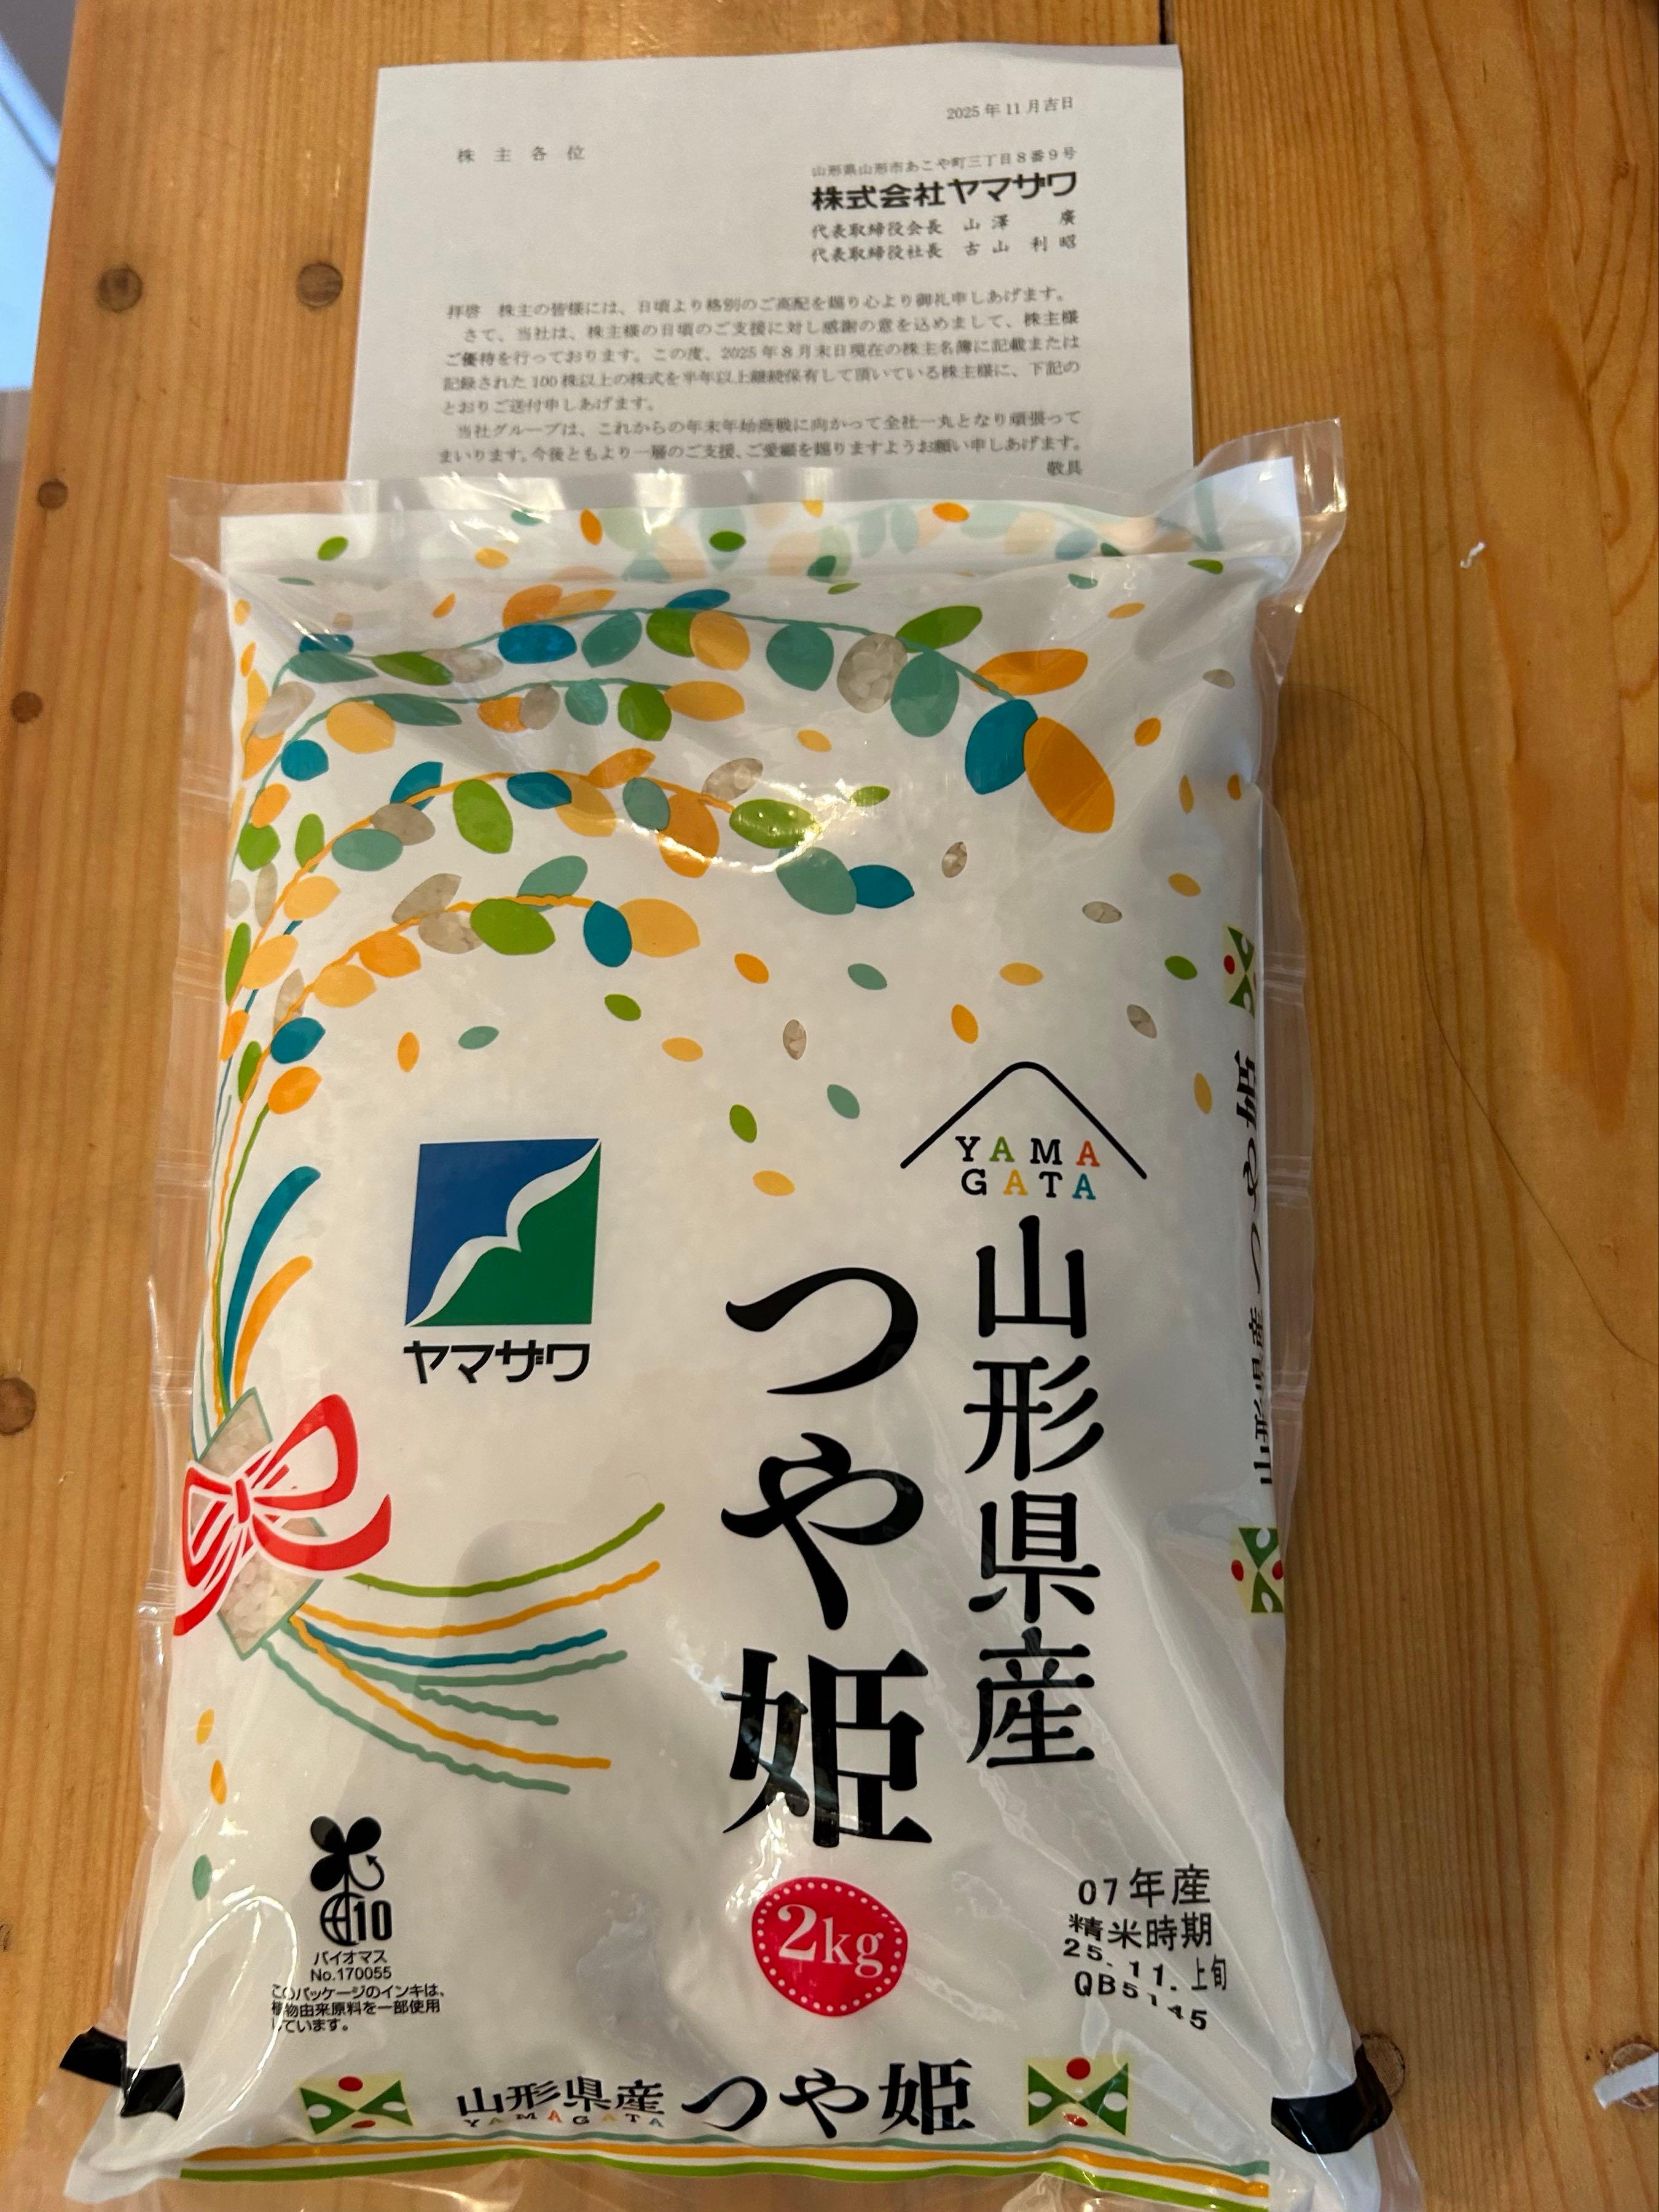 2025年11月吉日
株主各位
山形県山形市あこや町三丁目8番9号
株式会社ヤマザワ
代表取締役会長 山澤 廣
代表取締役社長 古山利昭
拝啓 株主の皆様には、日頃より格別のご高配を賜り心より御礼申しあげます。
さて、当社は、株主様の日頃のご支援に対し感謝の意を込めまして、株主様
ご優待を行っております。この度、2025年8月末日現在の株主名簿に記載または
記録された100株以上の株式を半年以上継続保有して頂いている株主様に、下記の
とおりご送付申しあげます。
当社グループは、これからの年末年始商戦に向かって全社一丸となり頑張って
まいります。今後ともより一層のご支援、ご愛顧を賜りますようお願い申しあげます。
敬具
YAMA
GATA
山形県産
つや姫
ヤマザワ
2kg
07年産
精米時期
25.11.上旬
QB5145
10
バイオマス
No.170055
このパッケージのインキは、
植物由来原料を一部使用
しています。
山形県産 つや姫
YAMAGATA
山形県産 つや姫